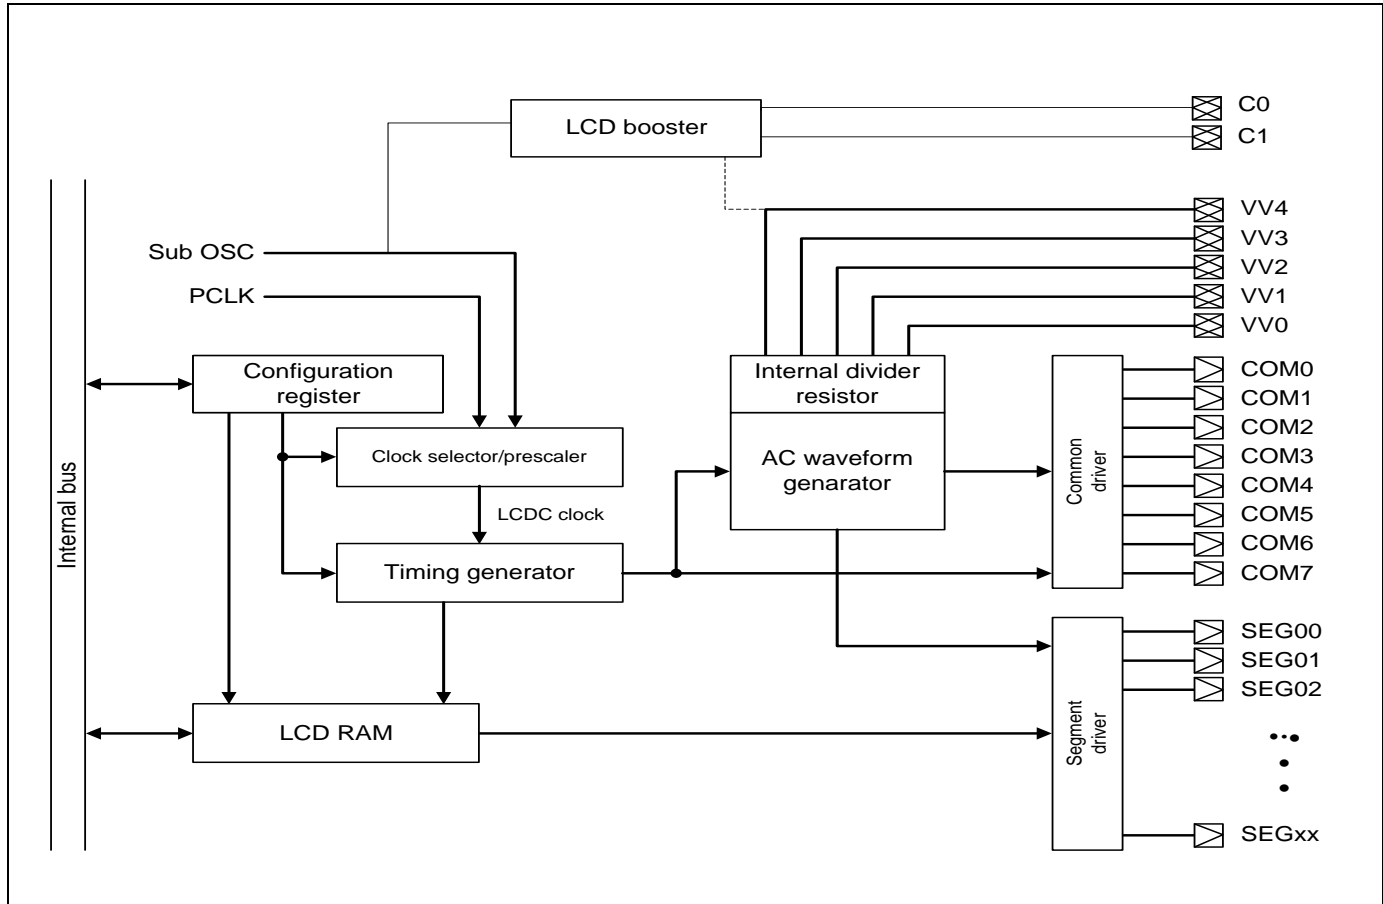 LCD booster
C0
C1
VV4
VV3
VV2
VV1
VV0
Sub OSC
PCLK
Configuration
register
Internal divider
resistor
Clock selector/prescaler
AC waveform
genarator
LCDC clock
Timing generator
Common
driver
COM0
COM1
COM2
COM3
COM4
COM5
COM6
COM7
Internal bus
LCD RAM
Segment
driver
SEG00
SEG01
SEG02
SEGxx